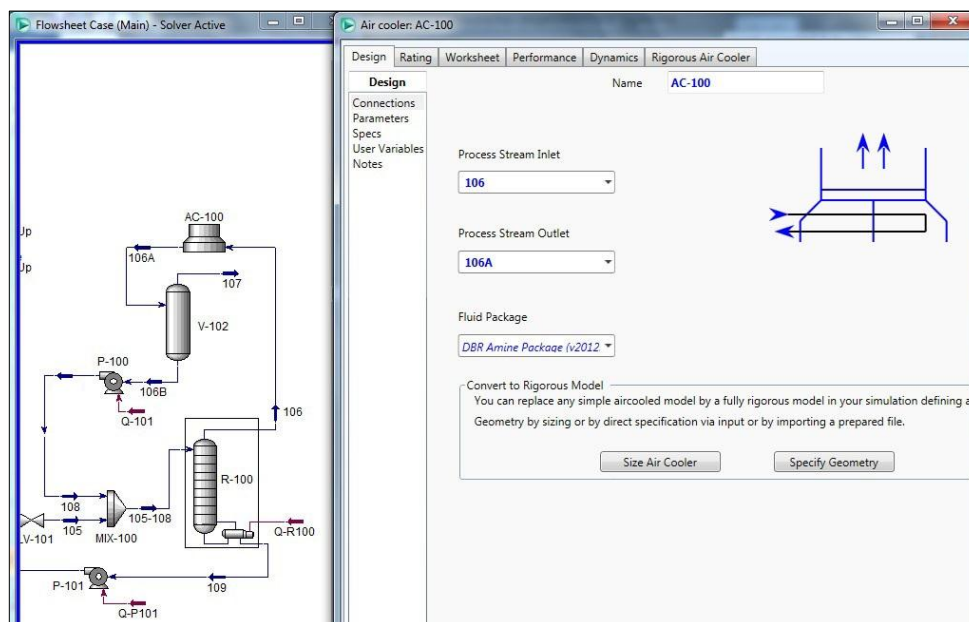 Flowsheet Case (Main) - Solver Active
Up
Up
AC-100
106A
107
V-102
P-100
106B
Q-101
106
R-100
108
105
105-108
LV-101
MIX-100
Q-R100
P-101
109
Q-P101
Air cooler: AC-100
Design Rating Worksheet Performance Dynamics Rigorous Air Cooler
Design
Connections
Parameters
Specs
User Variables
Notes
Name AC-100
Process Stream Inlet
106
Process Stream Outlet
106A
Fluid Package
DBR Amine Package (v2012.
Convert to Rigorous Model
You can replace any simple aircooled model by a fully rigorous model in your simulation defining a
Geometry by sizing or by direct specification via input or by importing a prepared file.
Size Air Cooler Specify Geometry